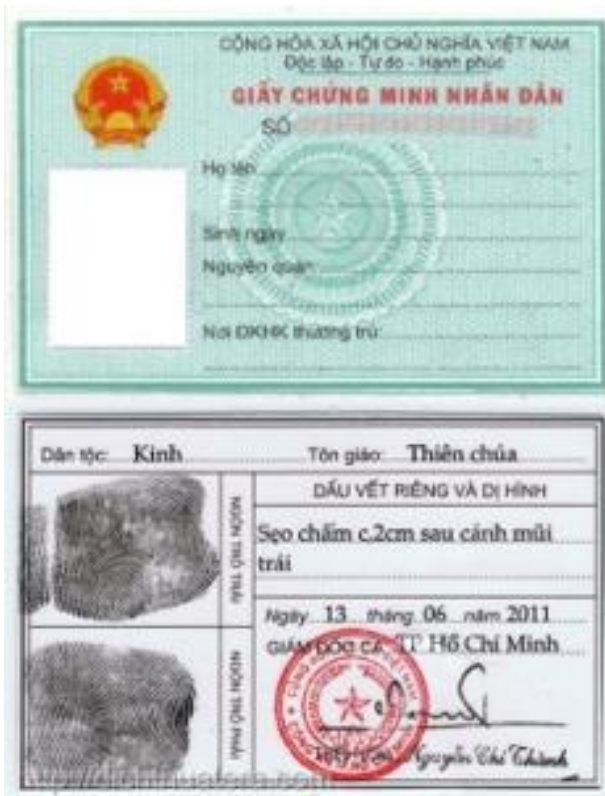 CỘNG HÒA XÃ HỘI CHỦ NGHĨA VIỆT NAM
Độc lập - Tự do - Hạnh phúc
GIẤY CHỨNG MINH NHÂN DÂN
SỐ
Họ tên
Sinh ngày
Nguyên quán:
Nơi ĐKHK thường trú:
Dân tộc: Kinh Tôn giáo: Thiên chúa
DẤU VẾT RIÊNG VÀ DỊ HÌNH
Sẹo chấm c,2cm sau cánh mũi
trái
NGÓN TRỎ TRÁI
Ngày 13 tháng 06 năm 2011
GIÁM ĐỐC CA. TP Hồ Chí Minh
NGÓN TRỎ PHẢI
Nguyễn Chí Thành